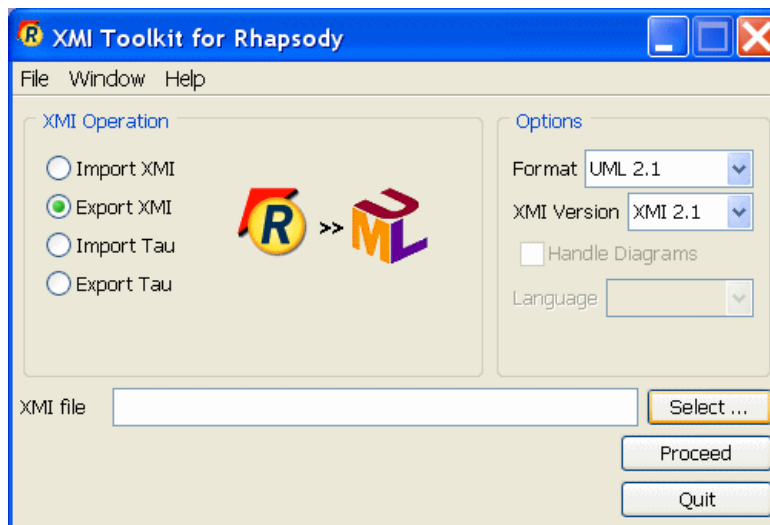 XMI Toolkit for Rhapsody
File Window Help
XMI Operation
Import XMI
Export XMI
Import Tau
Export Tau
R >> UML
Options
Format UML 2.1
XMI Version XMI 2.1
Handle Diagrams
Language
XMI file
Select ...
Proceed
Quit